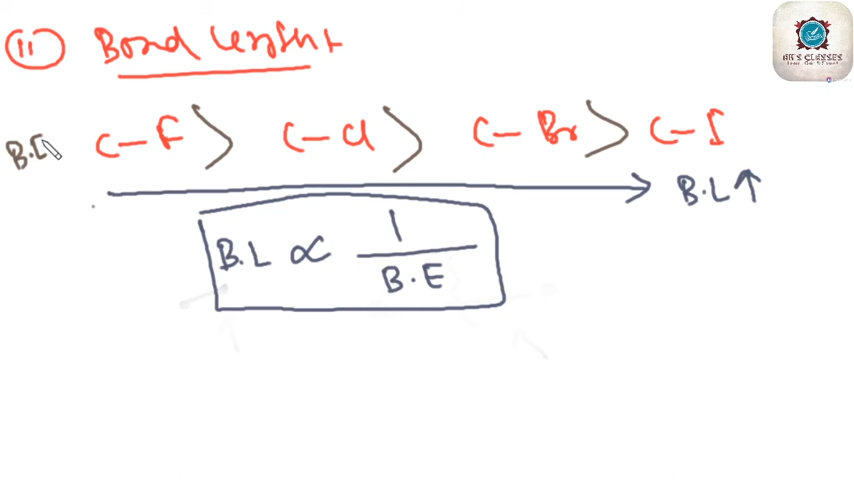 (ii) Bond length
B.E C-F > C-Cl > C-Br > C-I
B.L ↑
B.L ∝ 1 / B.E